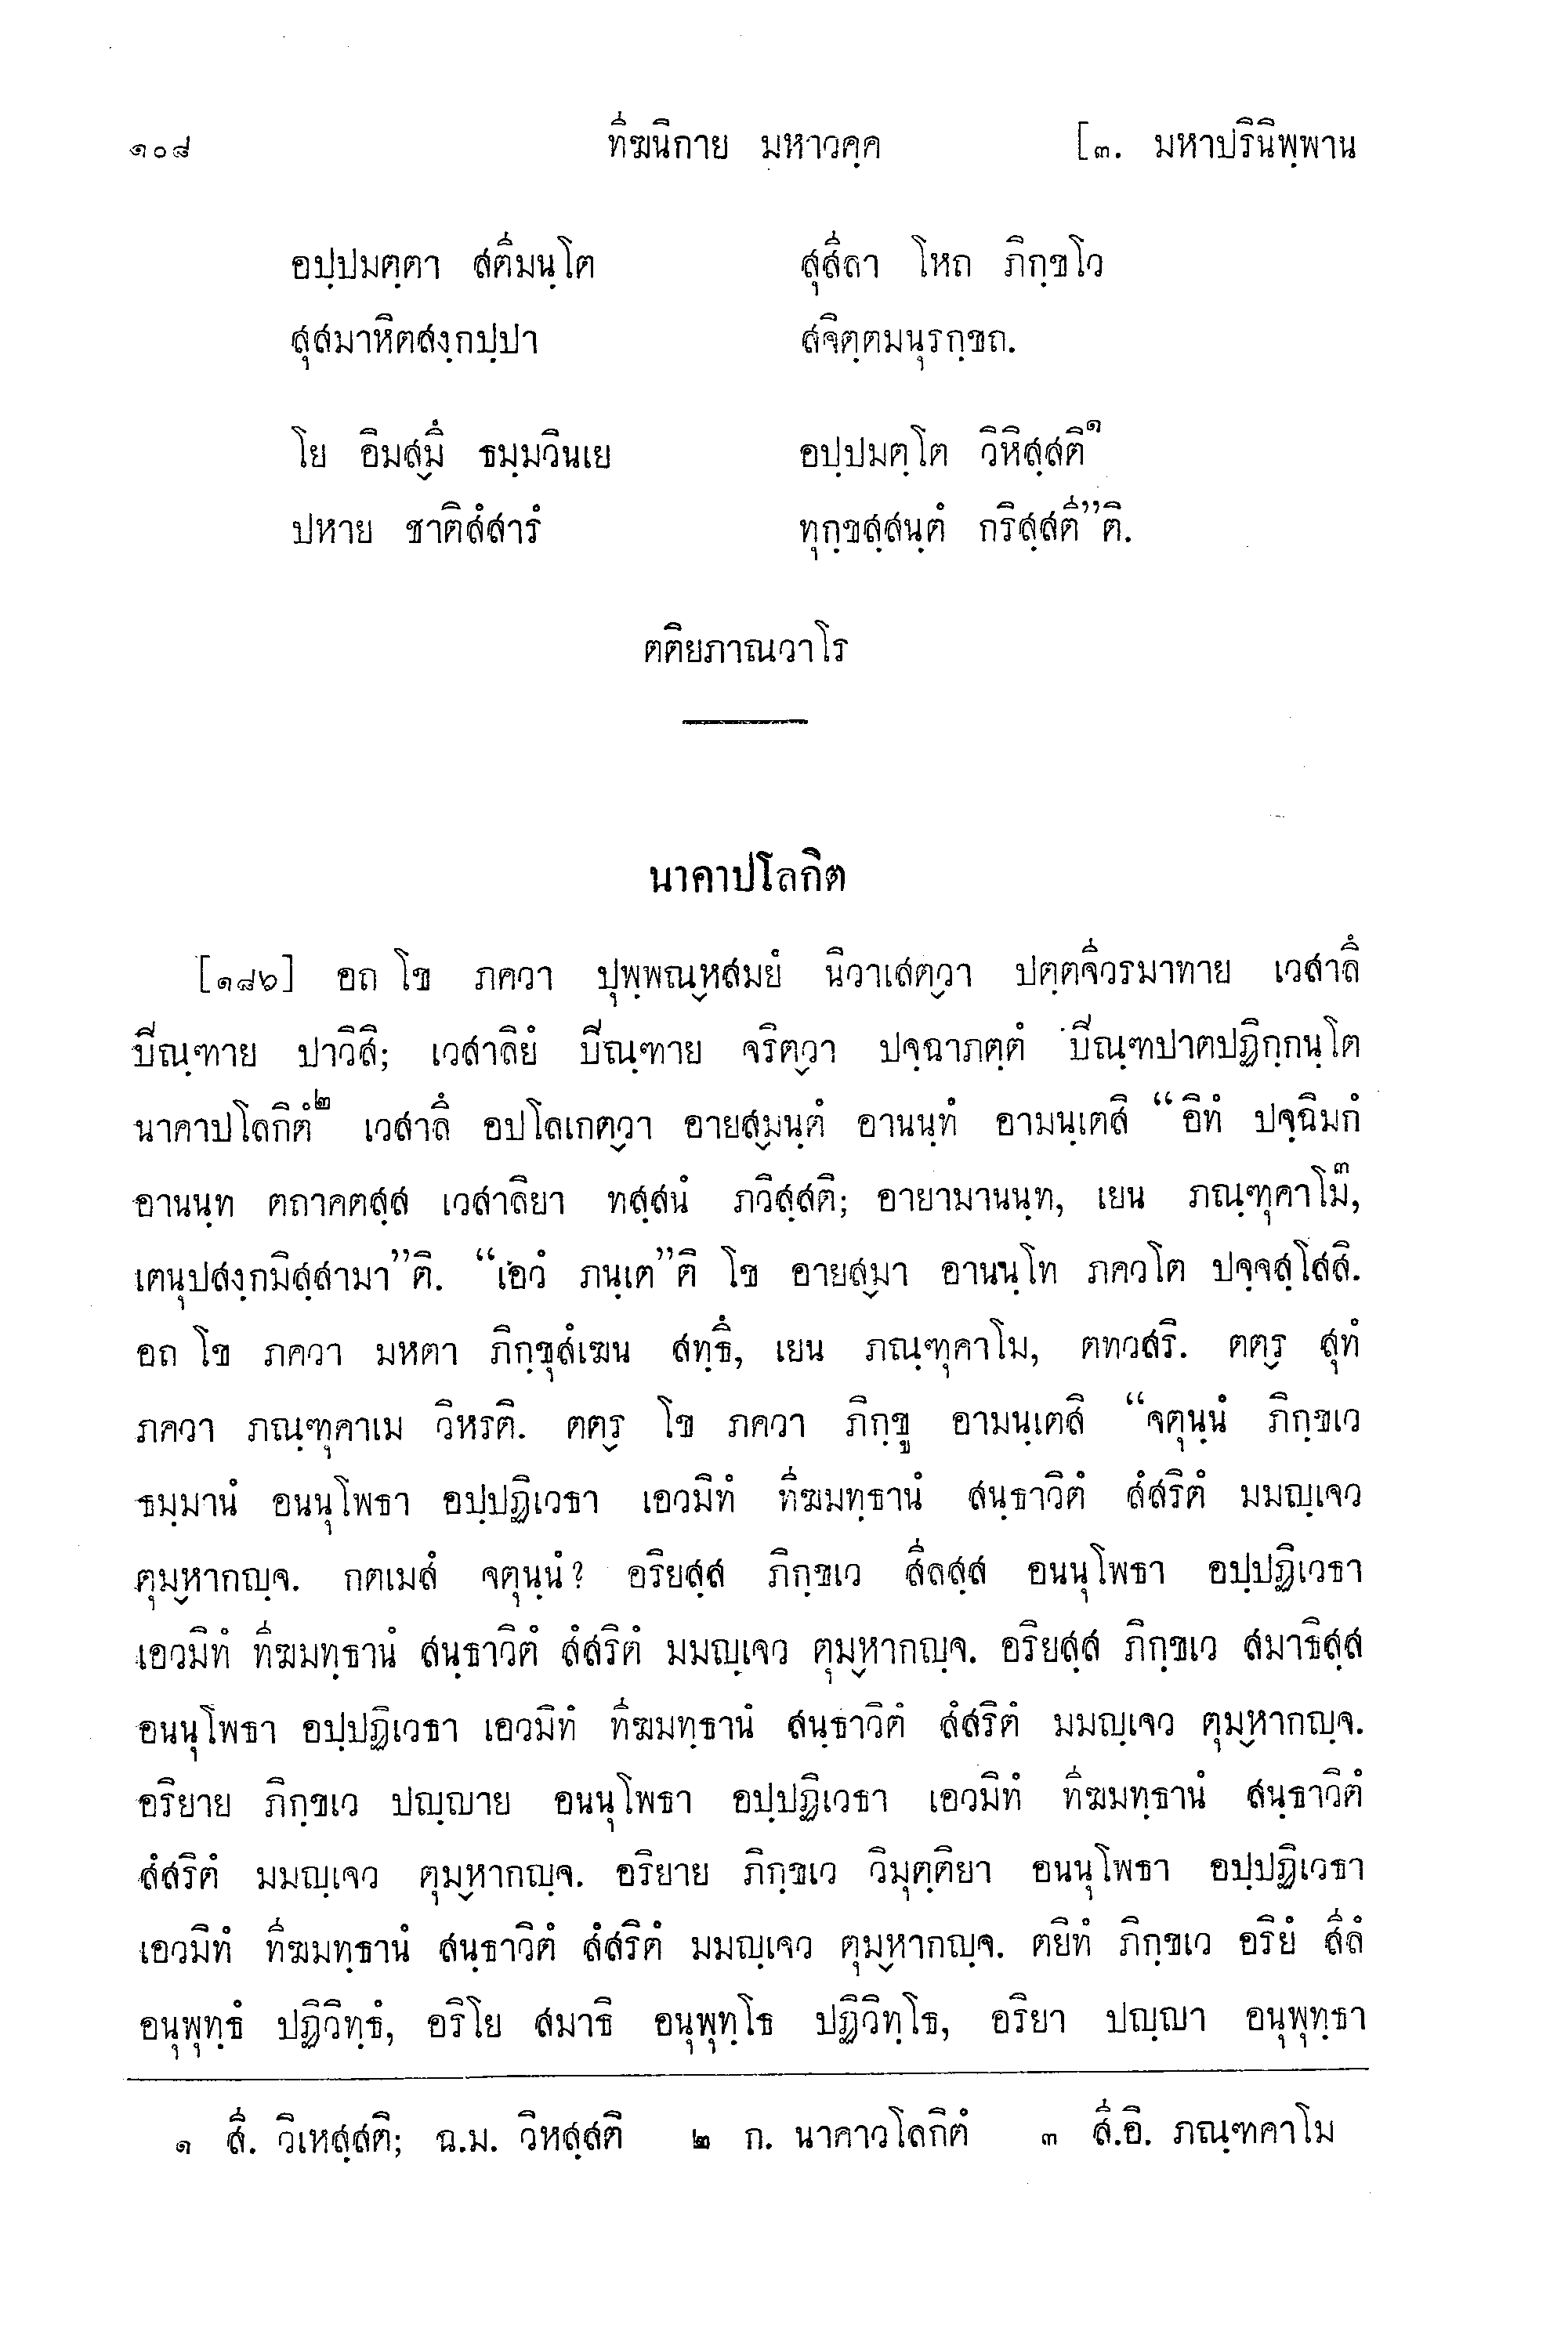 ๑๐๘ ทีฆนิกาย มหาวคฺค [๓. มหาปรินิพฺพาน
อปฺปมตฺตา สตีมนฺโต สุสีลา โหถ ภิกฺขโว
สุสมาหิตสงฺกปฺปา สจิตฺตมนุรกฺขถ.
โย อิมสฺมึ ธมฺมวินเย อปฺปมตฺโต วิหิสฺสติ๑
ปหาย ชาติสํสารํ ทุกฺขสฺสนฺตํ กริสฺสตี”ติ.
ตติยภาณวาโร
นาคาปโลกิต
[๑๘๖] อถ โข ภควา ปุพฺพณฺหสมยํ นิวาเสตฺวา ปตฺตจีวรมาทาย เวสาลึ
ปิณฺฑาย ปาวิสิ; เวสาลิยํ ปิณฺฑาย จริตฺวา ปจฺฉาภตฺตํ ปิณฺฑปาตปฏิกฺกนฺโต
นาคาปโลกิตํ๒ เวสาลึ อปโลเกตฺวา อายสฺมนฺตํ อานนฺทํ อามนฺเตสิ “อิทํ ปจฺฉิมกํ
อานนฺท ตถาคตสฺส เวสาลิยา ทสฺสนํ ภวิสฺสติ; อายามานนฺท, เยน ภณฺฑุคาโม๓,
เตนุปสงฺกมิสฺสามา”ติ. “เอวํ ภนฺเต”ติ โข อายสฺมา อานนฺโท ภควโต ปจฺจสฺโสสิ.
อถ โข ภควา มหตา ภิกฺขุสํเฆน สทฺธึ, เยน ภณฺฑุคาโม, ตทวสริ. ตตฺร สุทํ
ภควา ภณฺฑุคาเม วิหรติ. ตตฺร โข ภควา ภิกฺขู อามนฺเตสิ “จตุนฺนํ ภิกฺขเว
ธมฺมานํ อนนุโพธา อปฺปฏิเวธา เอวมิทํ ทีฆมทฺธานํ สนฺธาวิตํ สํสริตํ มมญฺเจว
ตุมฺหากญฺจ. กตเมสํ จตุนฺนํ? อริยสฺส ภิกฺขเว สีลสฺส อนนุโพธา อปฺปฏิเวธา
เอวมิทํ ทีฆมทฺธานํ สนฺธาวิตํ สํสริตํ มมญฺเจว ตุมฺหากญฺจ. อริยสฺส ภิกฺขเว สมาธิสฺส
อนนุโพธา อปฺปฏิเวธา เอวมิทํ ทีฆมทฺธานํ สนฺธาวิตํ สํสริตํ มมญฺเจว ตุมฺหากญฺจ.
อริยาย ภิกฺขเว ปญฺญาย อนนุโพธา อปฺปฏิเวธา เอวมิทํ ทีฆมทฺธานํ สนฺธาวิตํ
สํสริตํ มมญฺเจว ตุมฺหากญฺจ. อริยาย ภิกฺขเว วิมุตฺติยา อนนุโพธา อปฺปฏิเวธา
เอวมิทํ ทีฆมทฺธานํ สนฺธาวิตํ สํสริตํ มมญฺเจว ตุมฺหากญฺจ. ตยิทํ ภิกฺขเว อริยํ สีลํ
อนุพุทฺธํ ปฏิวิทฺธํ, อริโย สมาธิ อนุพุทฺโธ ปฏิวิทฺโธ, อริยา ปญฺญา อนุพุทฺธา
๑ สี. วิเหสฺสติ; ฉ.ม. วิหสฺสติ ๒ ก. นาคาวโลกิตํ ๓ สี.อิ. ภณฺฑคาโม